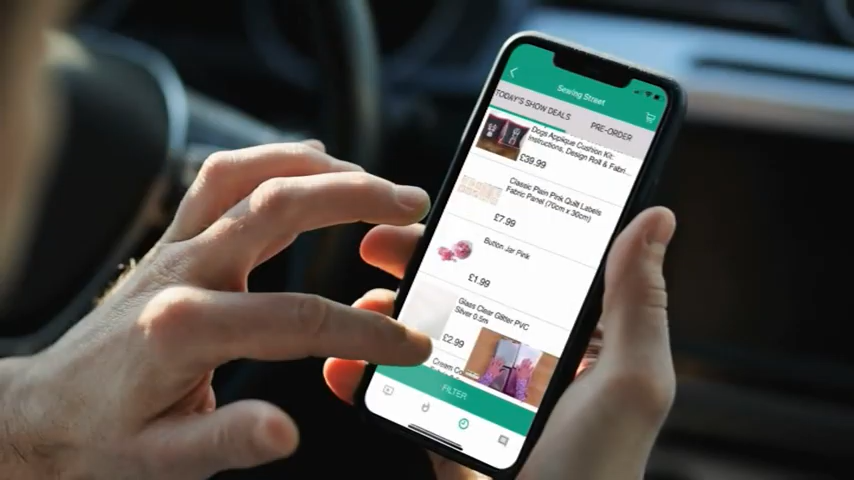 Sewing Street
TODAY'S SHOW DEALS
PRE-ORDER
Dogs Applique Cushion Kit:
Instructions, Design Roll & Fabri...
£39.99
Classic Plain Pink Quilt Labels
Fabric Panel (70cm x 30cm)
£7.99
Button Jar Pink
£1.99
Glass Clear Glitter PVC
Silver 0.5m
£2.99
Cream
FILTER